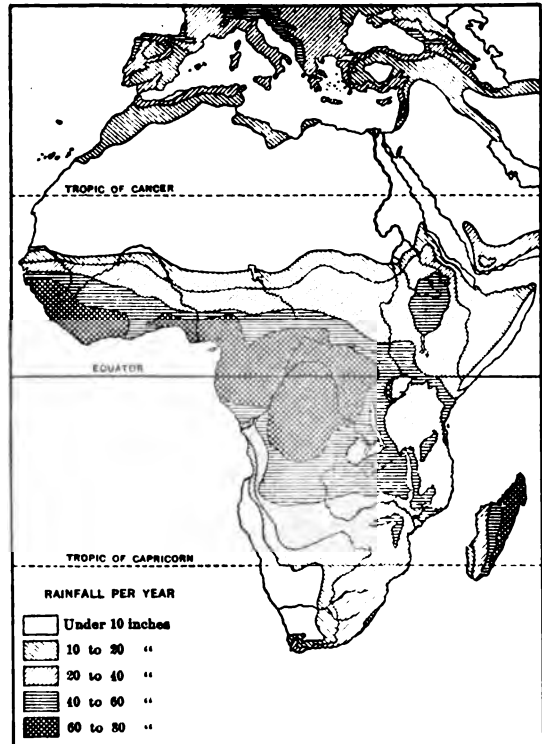 TROPIC OF CANCER
EQUATOR
TROPIC OF CAPRICORN
RAINFALL PER YEAR
Under 10 inches
10 to 20 "
20 to 40 "
40 to 60 "
60 to 80 "